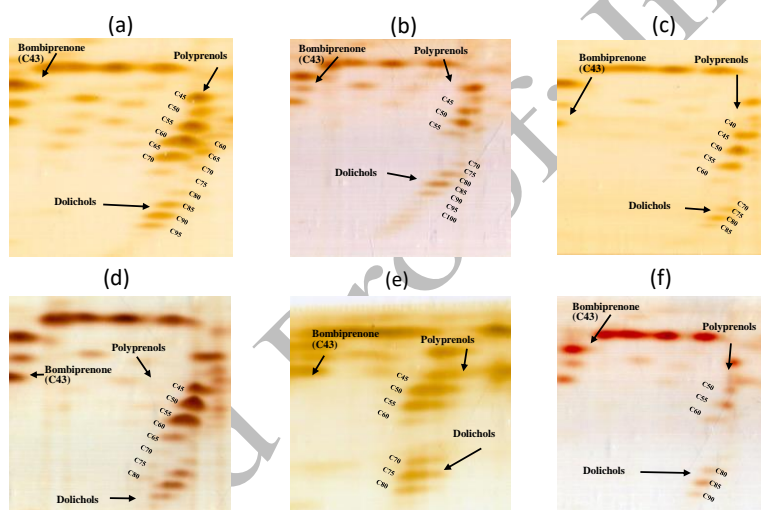 (a)
Bombiprenone
(C43)
Polyprenols
C45
C50
C55
C60
C65
C70
C60
C65
C70
C75
C80
C85
C90
C95
Dolichols
(b)
Bombiprenone
(C43)
Polyprenols
C45
C50
C55
C70
C75
C80
C85
C90
C95
C100
Dolichols
(c)
Bombiprenone
(C43)
Polyprenols
C40
C45
C50
C55
C60
C70
C75
C80
C85
Dolichols
(d)
Polyprenols
Bombiprenone
(C43)
C45
C50
C55
C60
C65
C70
C75
C80
Dolichols
(e)
Bombiprenone
(C43)
Polyprenols
C45
C50
C55
C60
Dolichols
C70
C75
C80
(f)
Bombiprenone
(C43)
Polyprenols
C50
C55
C60
Dolichols
C80
C85
C90